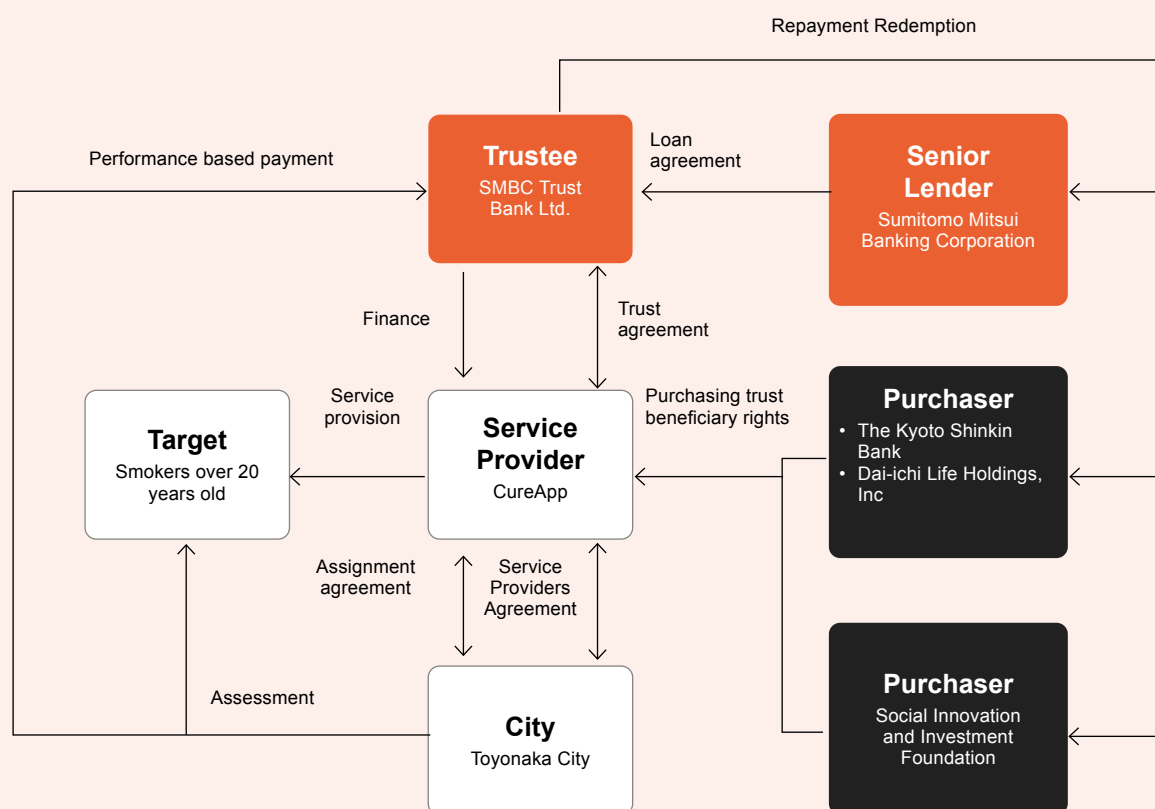 Repayment Redemption
Performance based payment
Trustee
SMBC Trust
Bank Ltd.
Loan
agreement
Senior
Lender
Sumitomo Mitsui
Banking Corporation
Finance
Trust
agreement
Service
provision
Purchasing trust
beneficiary rights
Target
Smokers over 20
years old
Service
Provider
CureApp
Purchaser
• The Kyoto Shinkin
Bank
• Dai-ichi Life Holdings,
Inc
Assignment
agreement
Service
Providers
Agreement
Assessment
City
Toyonaka City
Purchaser
Social Innovation
and Investment
Foundation